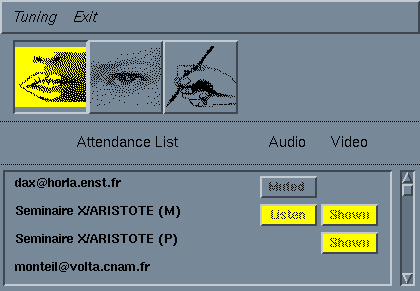 Tuning Exit
Attendance List Audio Video
dax@horla.enst.fr Muted
Seminaire X/ARISTOTE (M) Listen Shown
Seminaire X/ARISTOTE (P) Shown
monteil@volta.cnam.fr